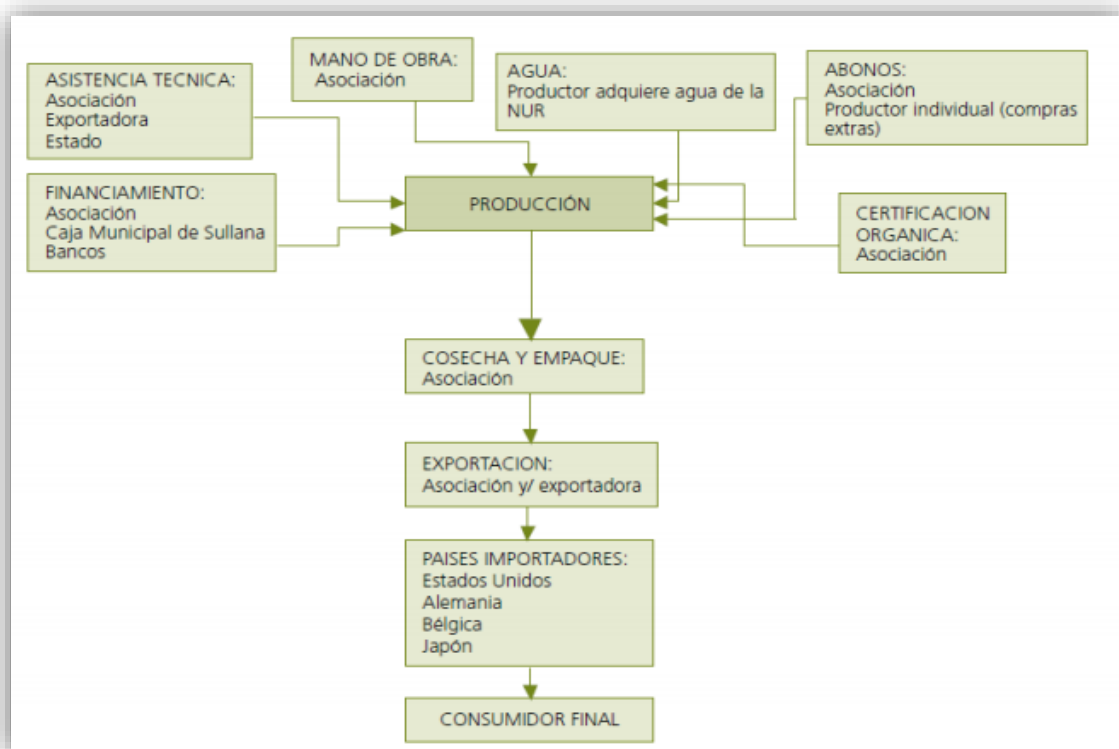 ASISTENCIA TECNICA:
Asociación
Exportadora
Estado
MANO DE OBRA:
Asociación
AGUA:
Productor adquiere agua de la
NUR
ABONOS:
Asociación
Productor individual (compras
extras)
FINANCIAMIENTO:
Asociación
Caja Municipal de Sullana
Bancos
PRODUCCIÓN
CERTIFICACION
ORGANICA:
Asociación
COSECHA Y EMPAQUE:
Asociación
EXPORTACION:
Asociación y/ exportadora
PAISES IMPORTADORES:
Estados Unidos
Alemania
Bélgica
Japón
CONSUMIDOR FINAL